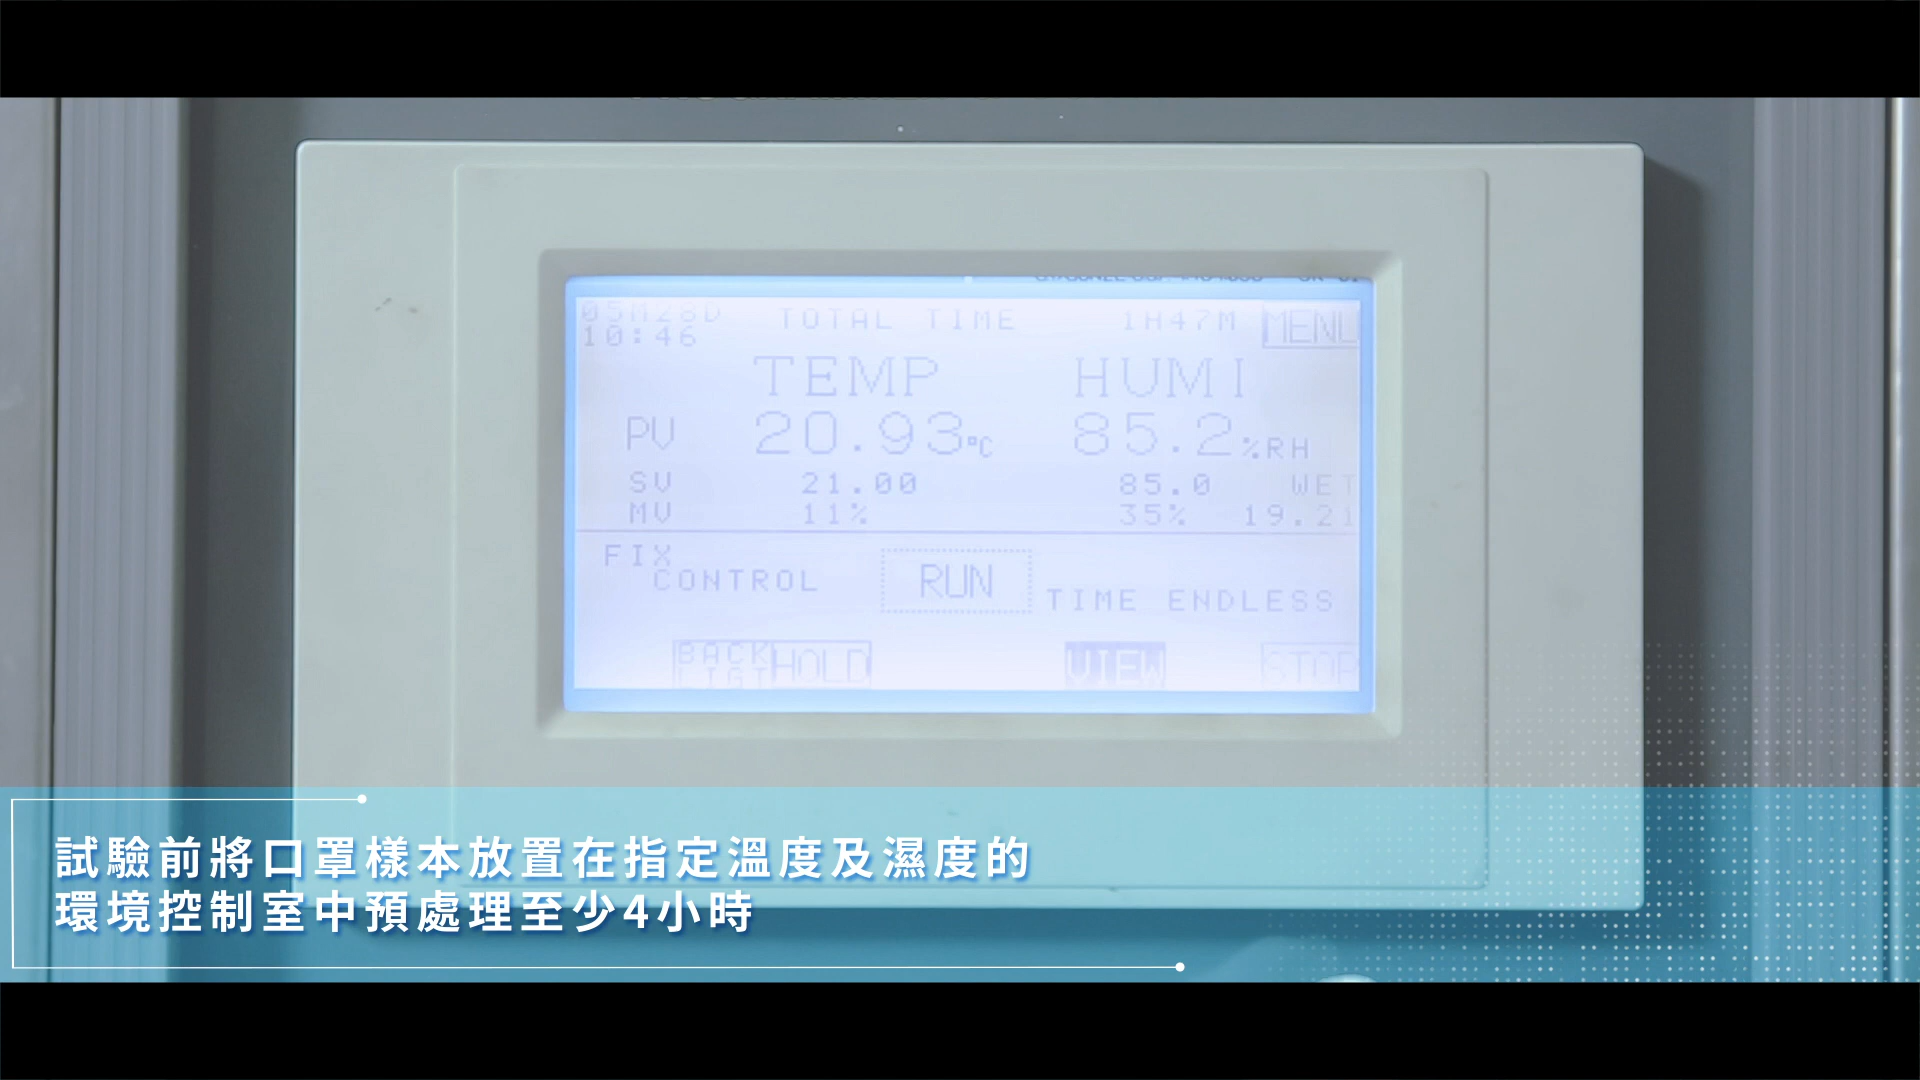 05M28D TOTAL TIME 1H47M MENU
10:46
TEMP HUMI
PV 20.93℃ 85.2%RH
SV 21.00 85.0 WET
MV 11% 35% 19.21
FIX
CONTROL RUN TIME ENDLESS
BACK HOLD VIEW STOP
LIGT
試驗前將口罩樣本放置在指定溫度及濕度的
環境控制室中預處理至少4小時